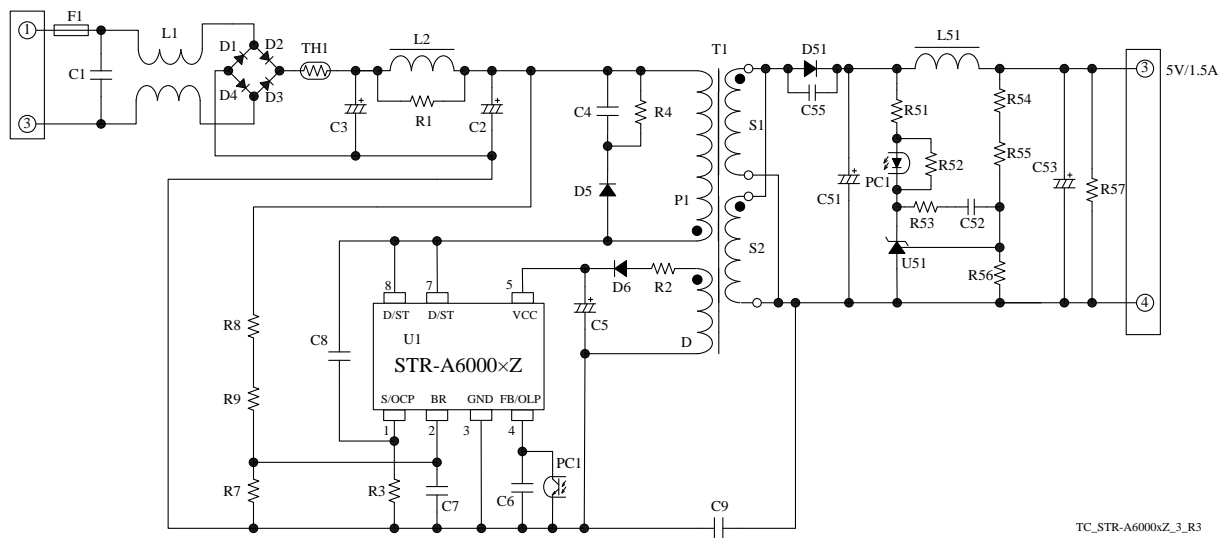 F1
1
L1
D1
D2
D4
D3
C1
3
TH1
L2
C3
R1
C2
C4
R4
D5
P1
T1
S1
S2
D51
C55
C51
L51
R51
PC1
R52
R53
C52
U51
R54
R55
R56
C53
R57
3
5V/1.5A
4
8
7
5
D/ST
D/ST
VCC
U1
STR-A6000×Z
S/OCP
BR
GND
FB/OLP
1
2
3
4
D6
R2
C5
D
C8
R8
R9
R7
R3
C7
C6
PC1
C9
TC_STR-A6000xZ_3_R3